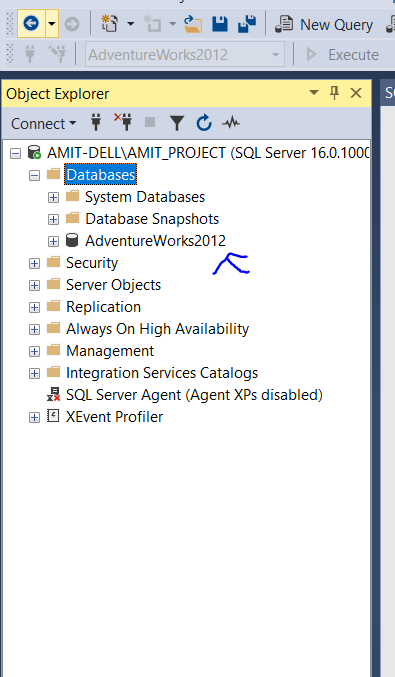 New Query
AdventureWorks2012
Execute
Object Explorer
Connect
AMIT-DELL\AMIT_PROJECT (SQL Server 16.0.1000
Databases
System Databases
Database Snapshots
AdventureWorks2012
Security
Server Objects
Replication
Always On High Availability
Management
Integration Services Catalogs
SQL Server Agent (Agent XPs disabled)
XEvent Profiler